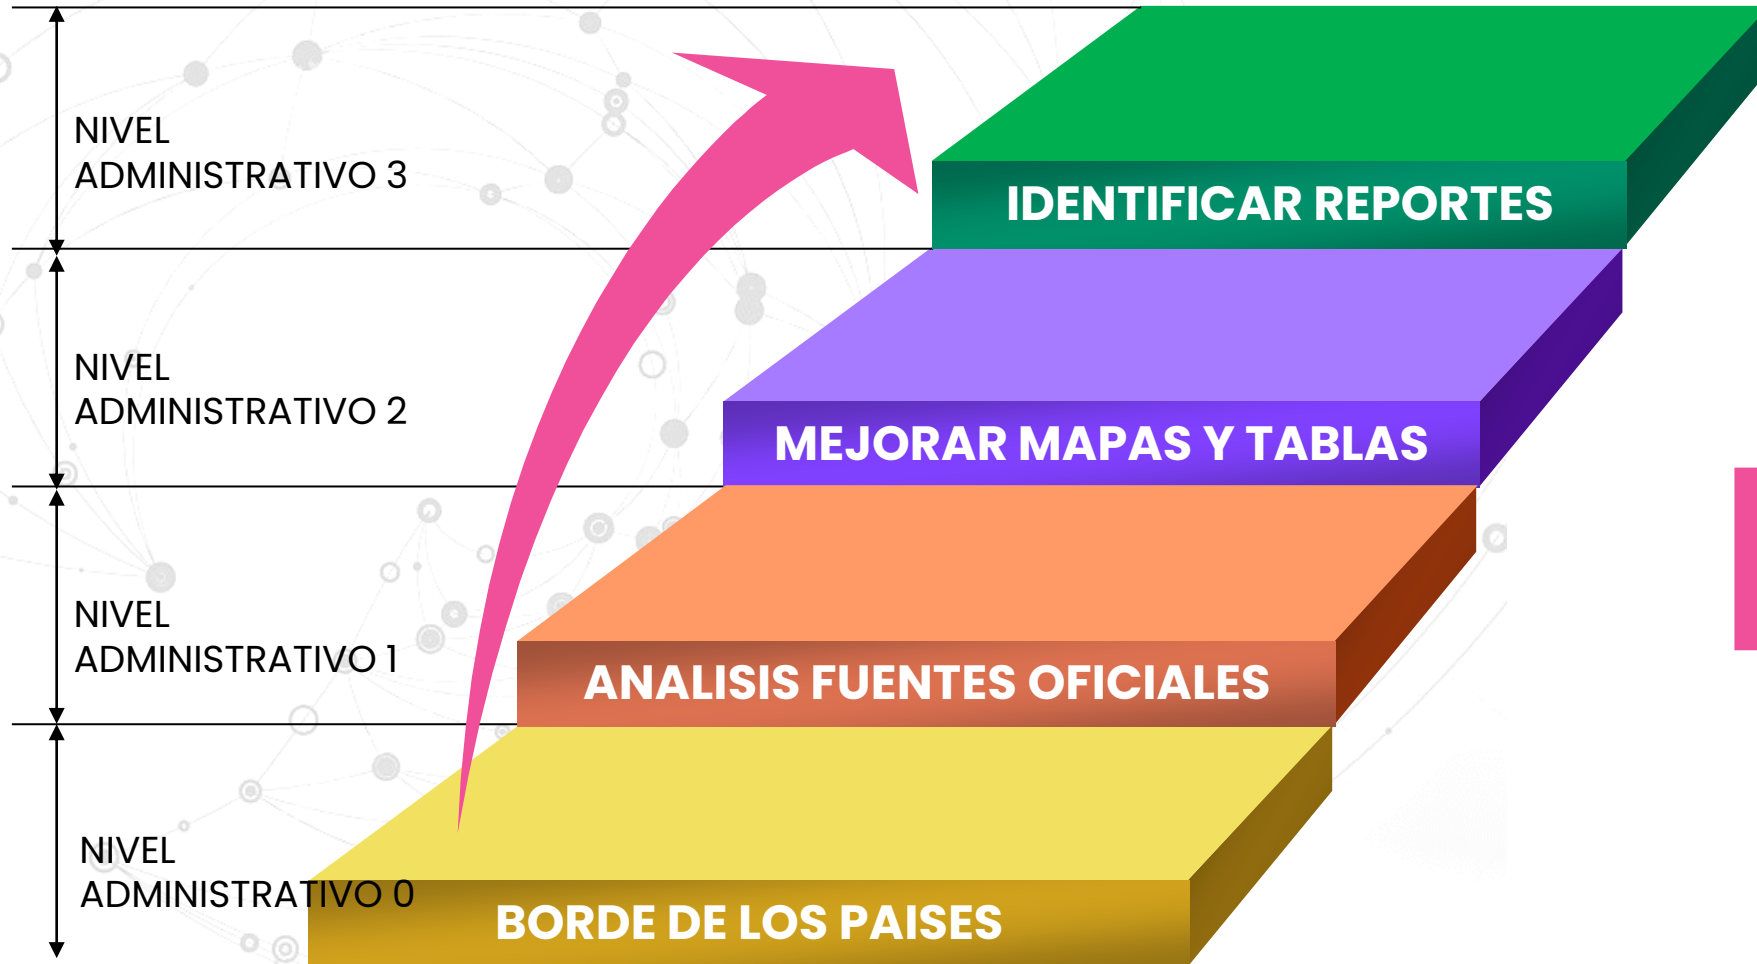 NIVEL
ADMINISTRATIVO 3
IDENTIFICAR REPORTES
NIVEL
ADMINISTRATIVO 2
MEJORAR MAPAS Y TABLAS
NIVEL
ADMINISTRATIVO 1
ANALISIS FUENTES OFICIALES
NIVEL
ADMINISTRATIVO 0
BORDE DE LOS PAISES